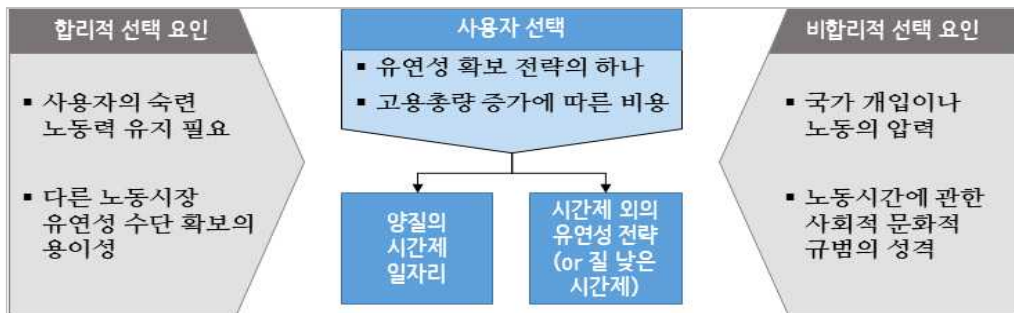 합리적 선택 요인
▪ 사용자의 숙련
노동력 유지 필요
▪ 다른 노동시장
유연성 수단 확보의
용이성
사용자 선택
▪ 유연성 확보 전략의 하나
▪ 고용총량 증가에 따른 비용
양질의
시간제
일자리
시간제 외의
유연성 전략
(or 질 낮은
시간제)
비합리적 선택 요인
▪ 국가 개입이나
노동의 압력
▪ 노동시간에 관한
사회적 문화적
규범의 성격